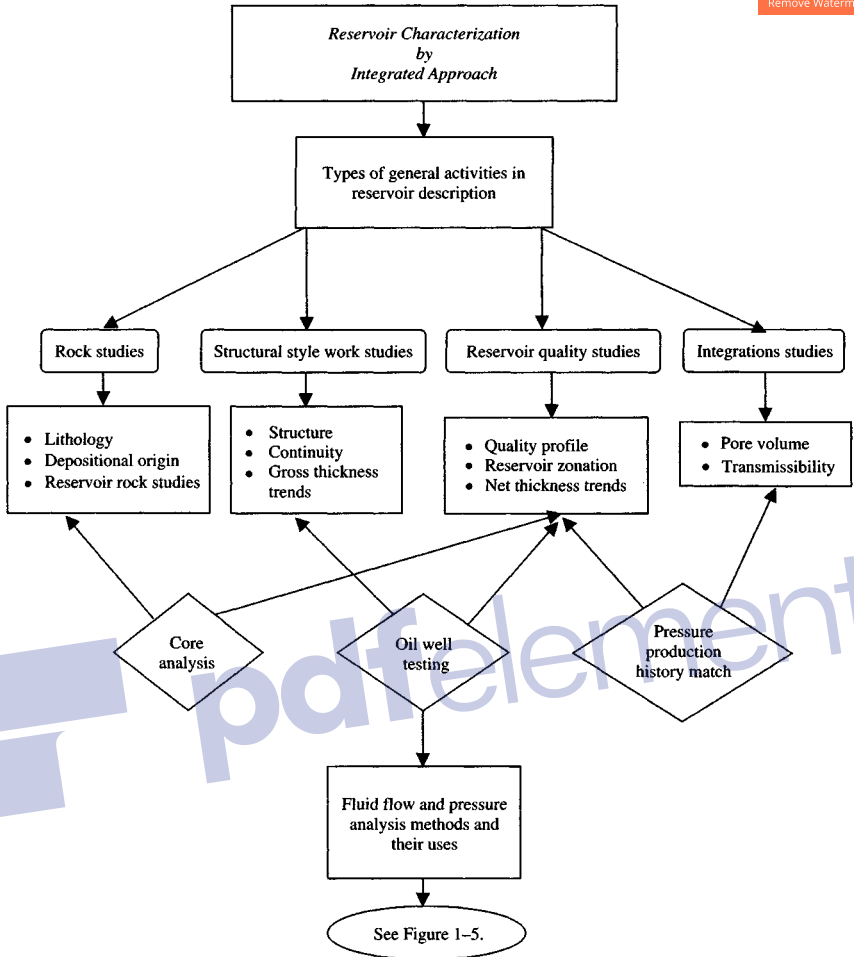 Remove Waterm
Reservoir Characterization
by
Integrated Approach
Types of general activities in
reservoir description
Rock studies
Structural style work studies
Reservoir quality studies
Integrations studies
• Lithology
• Depositional origin
• Reservoir rock studies
• Structure
• Continuity
• Gross thickness
trends
• Quality profile
• Reservoir zonation
• Net thickness trends
• Pore volume
• Transmissibility
Core
analysis
Oil well
testing
Pressure
production
history match
pdfelement
Fluid flow and pressure
analysis methods and
their uses
See Figure 1–5.